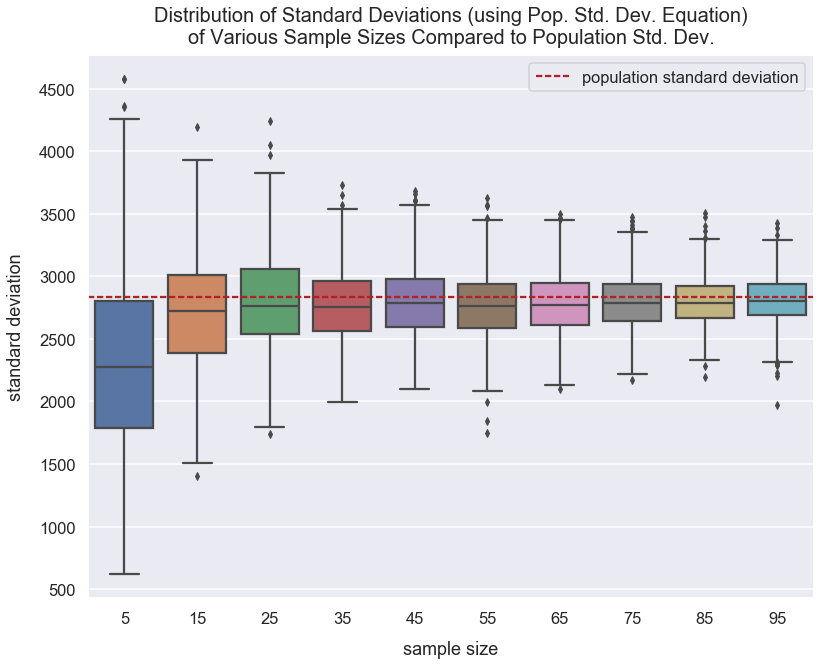 Distribution of Standard Deviations (using Pop. Std. Dev. Equation)
of Various Sample Sizes Compared to Population Std. Dev.
population standard deviation
4500
4000
3500
3000
2500
2000
1500
1000
500
standard deviation
5 15 25 35 45 55 65 75 85 95
sample size